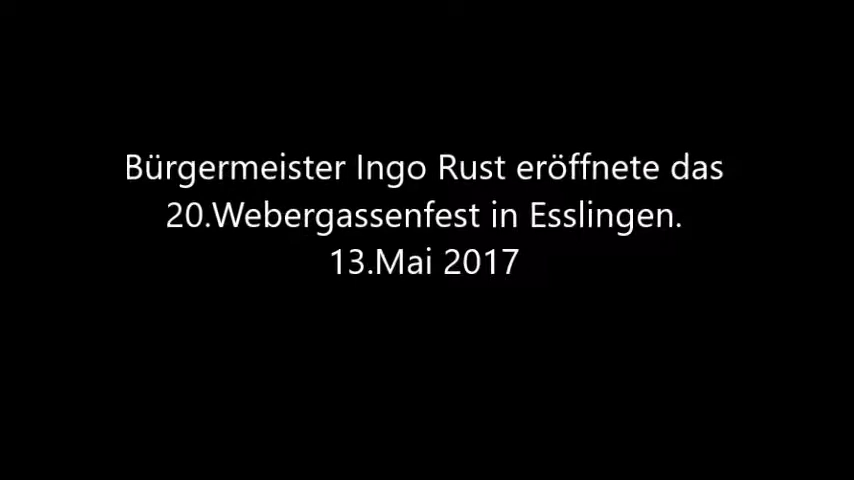 Bürgermeister Ingo Rust eröffnete das
20.Webergassenfest in Esslingen.
13.Mai 2017